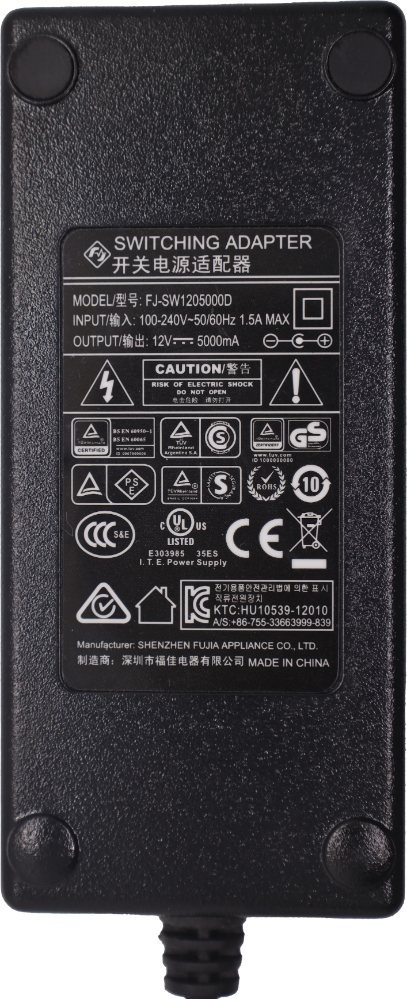 FJ SWITCHING ADAPTER
开关电源适配器
MODEL/型号: FJ-SW1205000D
INPUT/输入: 100-240V~50/60Hz 1.5A MAX
OUTPUT/输出: 12V⎓ 5000mA
CAUTION/警告
RISK OF ELECTRIC SHOCK
DO NOT OPEN
电击危险 请勿打开
TÜVRheinland
CERTIFIED
BS EN 60950-1
BS EN 60065
www.tuv.com
ID 0007000000
TÜV
Rheinland
Argentina S.A.
S
TÜVRheinland
ZERTIFIZIERT
GS
www.tuv.com
ID 1000000000
PS
E
TÜVRheinland
BRASIL OCP 0004
SAFETY
S
SEGURANÇA
ROHS
10
CCC S&E
C UL US
LISTED
E303985 35ES
I. T. E. Power Supply
CE
KC
전기용품안전관리법에 의한 표시
직류전원장치
KTC:HU10539-12010
A/S:+86-755-33663999-839
Manufacturer: SHENZHEN FUJIA APPLIANCE CO., LTD.
制造商：深圳市福佳电器有限公司 MADE IN CHINA